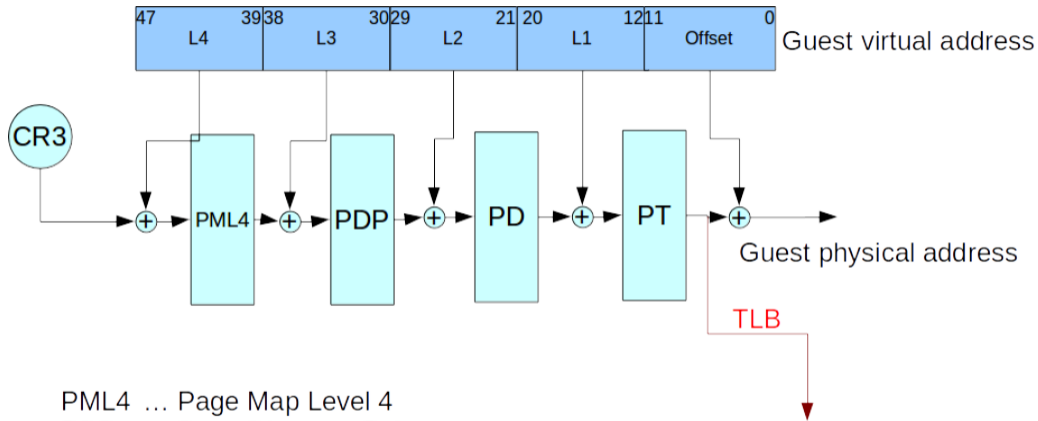 47 39 38 30 29 21 20 12 11 0
L4 L3 L2 L1 Offset
Guest virtual address
CR3
+ + + + +
PML4 PDP PD PT
Guest physical address
TLB
PML4 ... Page Map Level 4